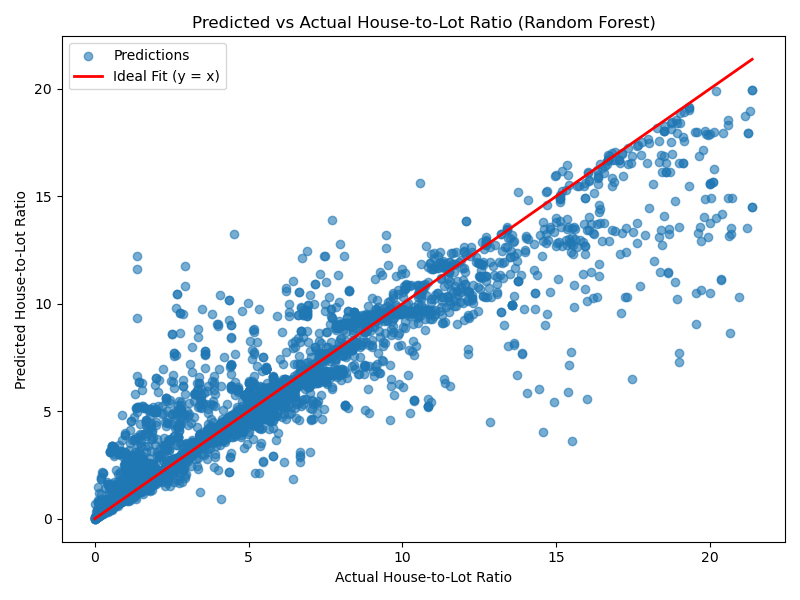 Predicted vs Actual House-to-Lot Ratio (Random Forest)
Predictions
Ideal Fit (y = x)
20
15
10
5
0
Predicted House-to-Lot Ratio
0 5 10 15 20
Actual House-to-Lot Ratio